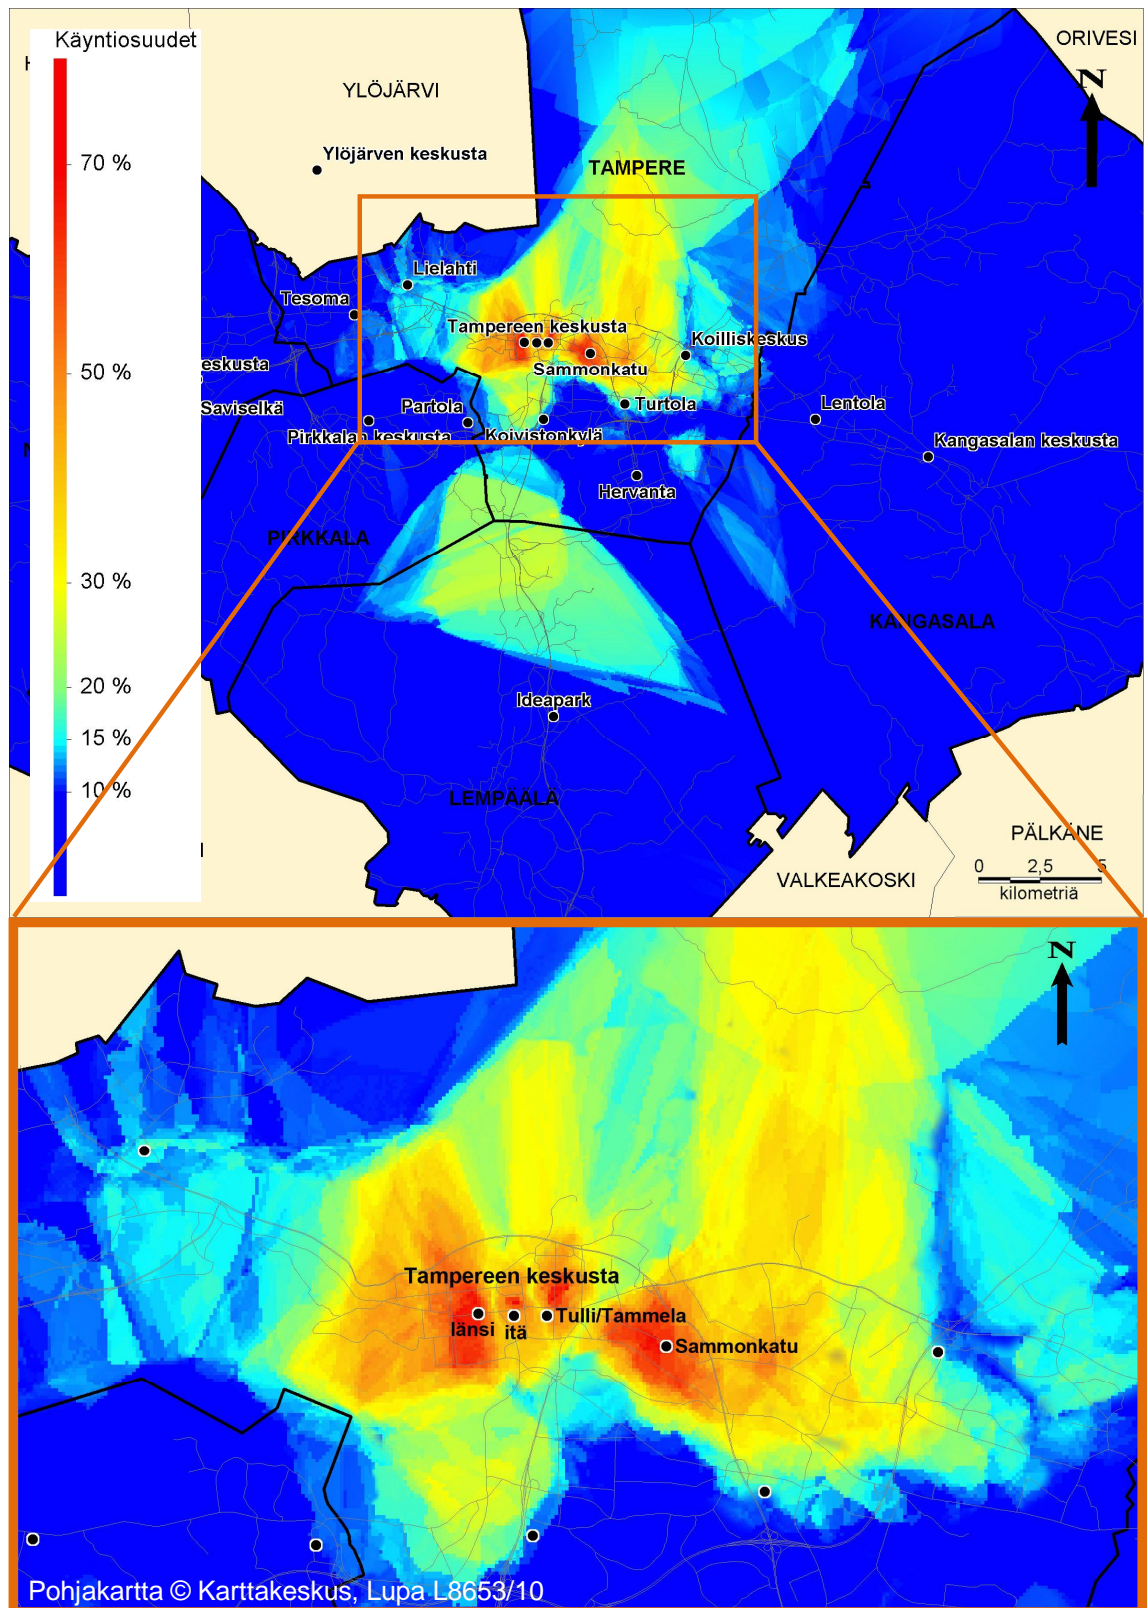 Käyntiosuudet
70 %
50 %
30 %
20 %
15 %
10 %
ORIVESI
N
YLÖJÄRVI
Ylöjärven keskusta
TAMPERE
Lielahti
Tesoma
Tampereen keskusta
Koilliskeskus
Sammonkatu
eskusta
Saviselkä
Partola
Turtola
Lentola
Pirkkalan keskusta
Koivistonkylä
Kangasalan keskusta
Hervanta
PIRKKALA
KANGASALA
Ideapark
LEMPÄÄLÄ
PÄLKÄNE
VALKEAKOSKI
0 2,5 5
kilometriä
N
Tampereen keskusta
länsi
itä
Tulli/Tammela
Sammonkatu
Pohjakartta © Karttakeskus, Lupa L8653/10